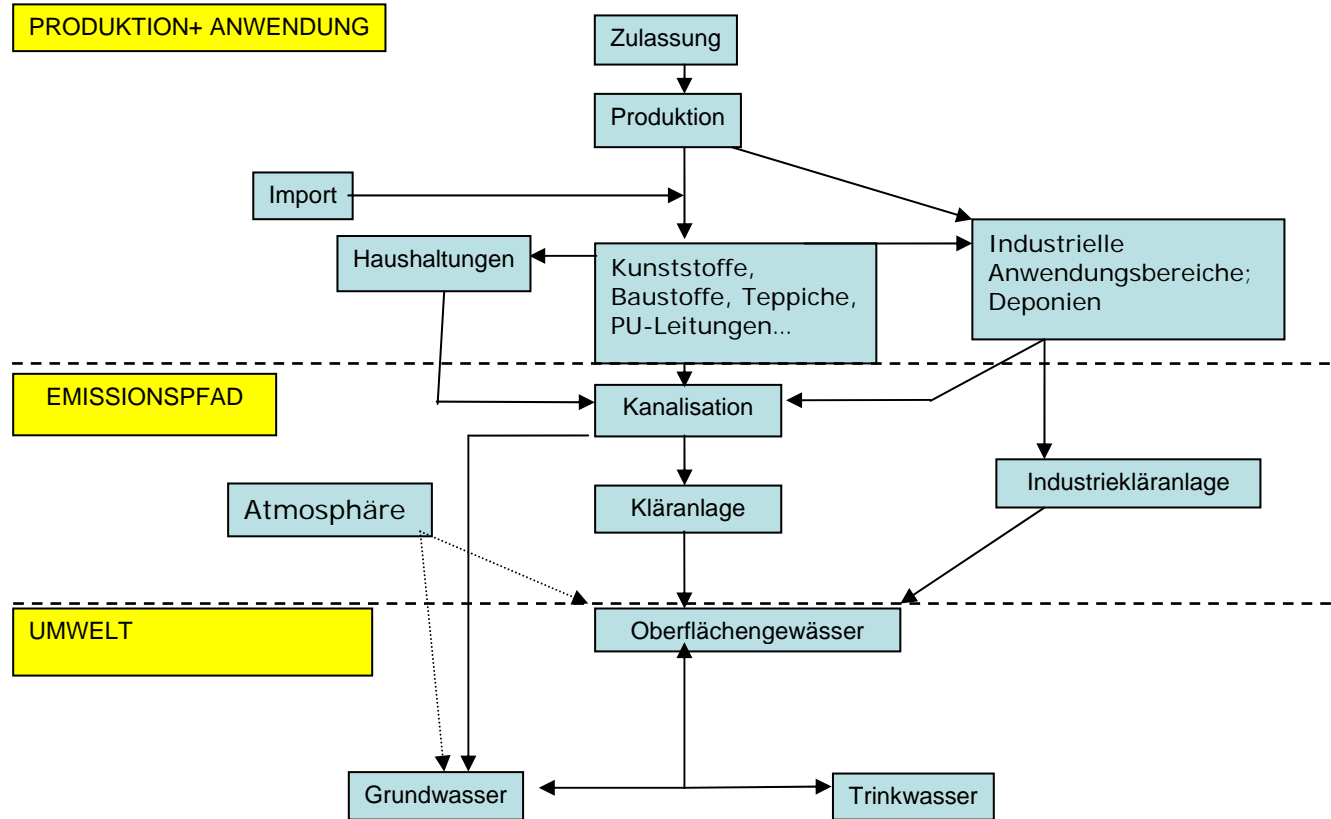 PRODUKTION+ ANWENDUNG
Zulassung
Produktion
Import
Haushaltungen
Kunststoffe,
Baustoffe, Teppiche,
PU-Leitungen...
Industrielle
Anwendungsbereiche;
Deponien
EMISSIONSPFAD
Kanalisation
Atmosphäre
Kläranlage
Industriekläranlage
UMWELT
Oberflächengewässer
Grundwasser
Trinkwasser